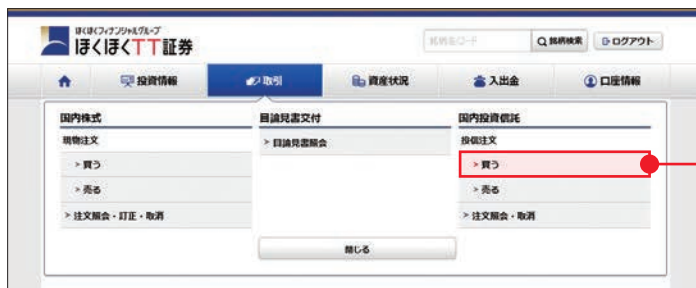 ほくほくフィナンシャルグループ
ほくほくTT証券
銘柄名/コード
銘柄検索
ログアウト
投資情報
取引
資産状況
入出金
口座情報
国内株式
現物注文
> 買う
> 売る
> 注文照会・訂正・取消
目論見書交付
> 目論見書照会
国内投資信託
投信注文
> 買う
> 売る
> 注文照会・取消
閉じる